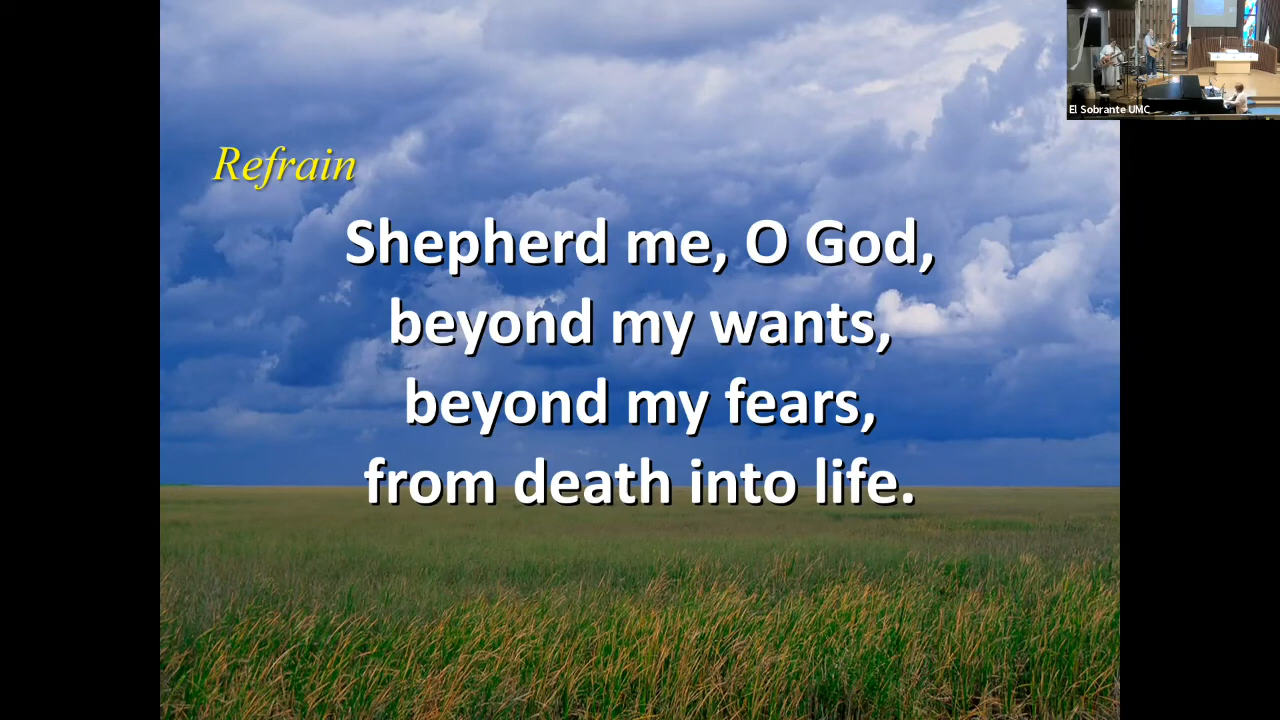 El Sobrante UMC
Refrain
Shepherd me, O God,
beyond my wants,
beyond my fears,
from death into life.